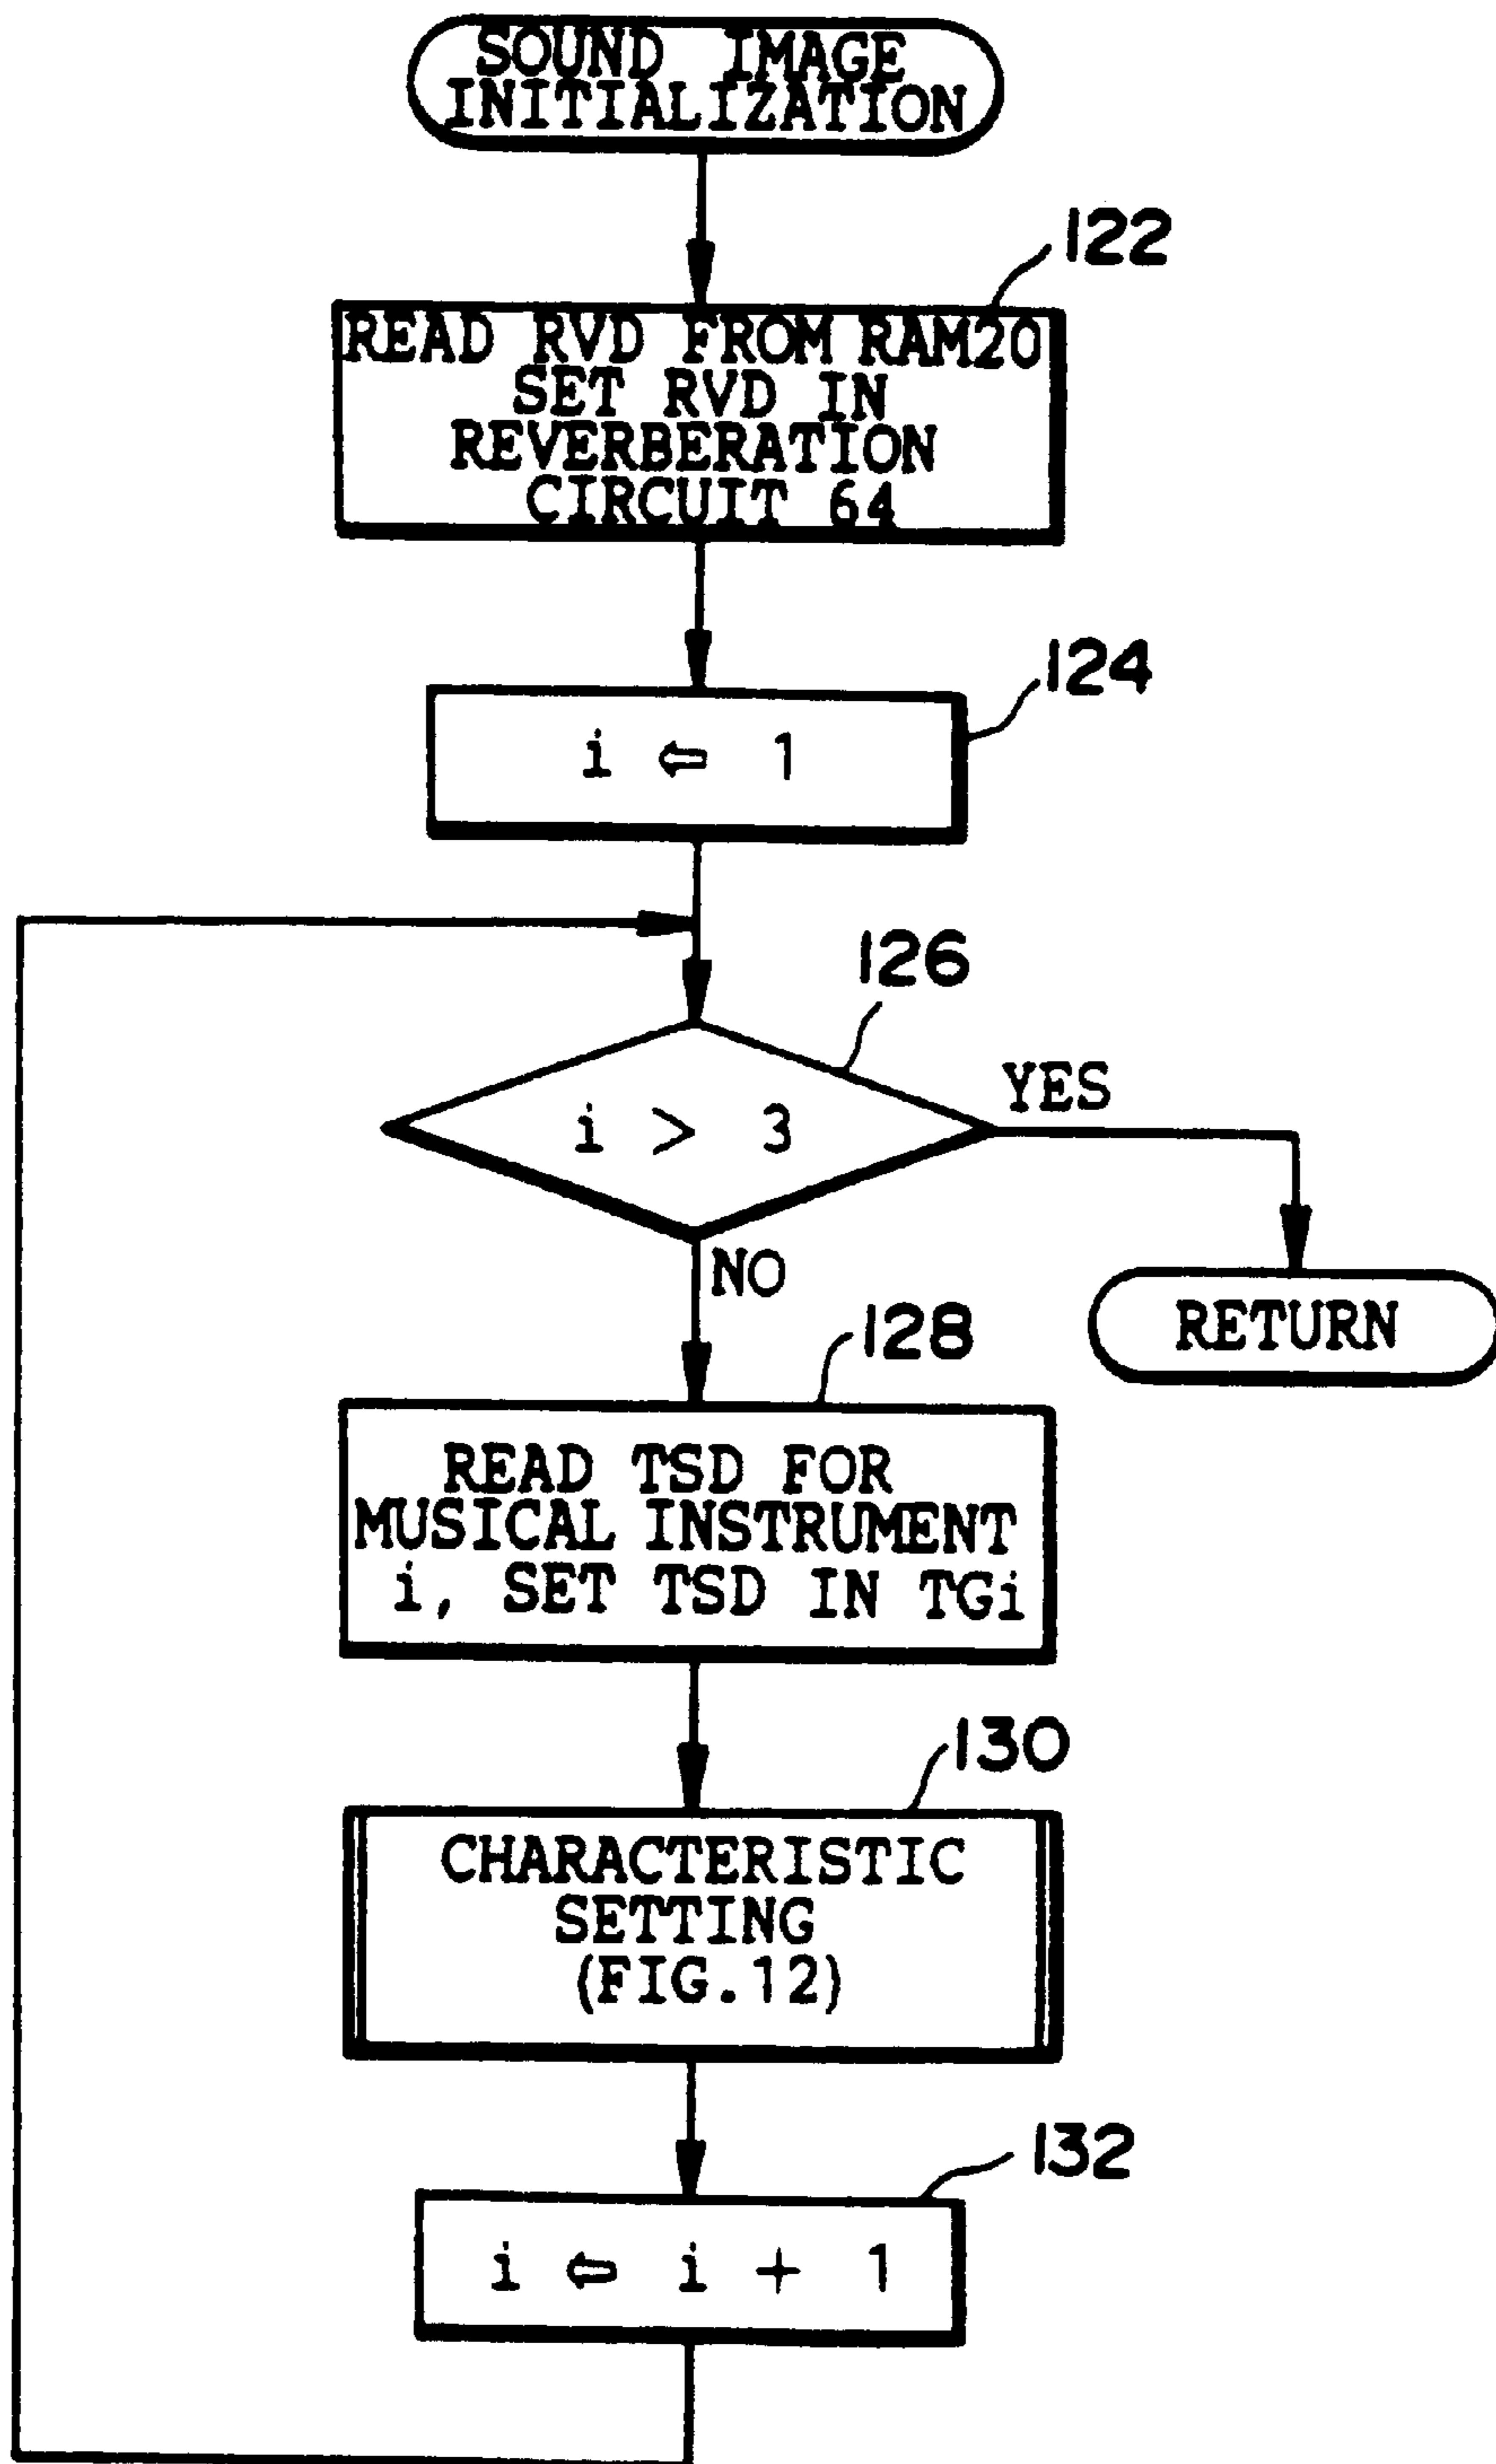 SOUND IMAGE
INITIALIZATION
122
READ RVD FROM RAM20
SET RVD IN
REVERBERATION
CIRCUIT 64
124
i ⇐ 1
126
i > 3
YES
NO
RETURN
128
READ TSD FOR
MUSICAL INSTRUMENT
i, SET TSD IN TGi
130
CHARACTERISTIC
SETTING
(FIG.12)
132
i ⇐ i + 1